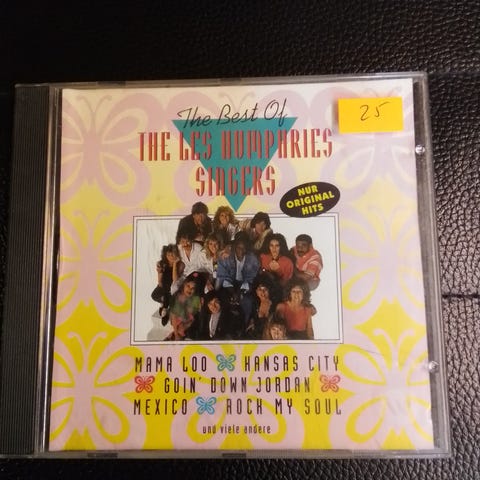 The Best Of
THE LES HUMPHRIES
SINGERS
25
NUR
ORIGINAL
HITS
MAMA LOO KANSAS CITY
GOIN' DOWN JORDAN
MEXICO ROCK MY SOUL
und viele andere